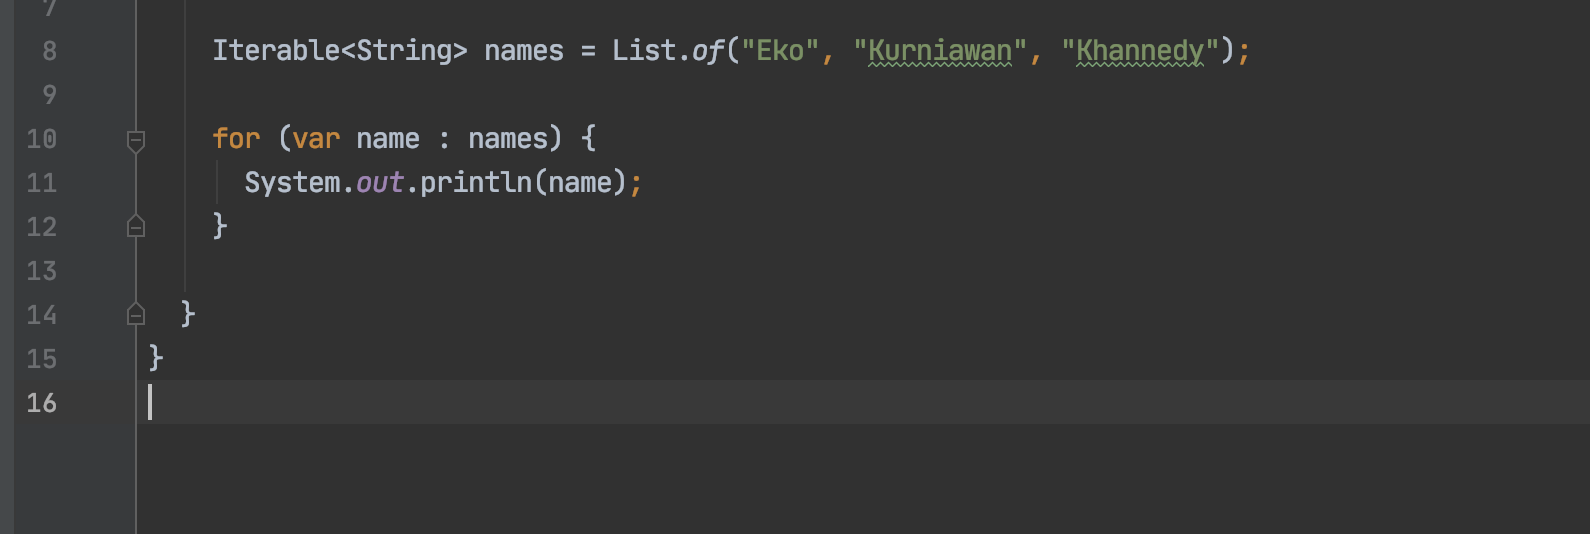 7
8 Iterable<String> names = List.of("Eko", "Kurniawan", "Khannedy");
9
10 for (var name : names) {
11 System.out.println(name);
12 }
13
14 }
15 }
16